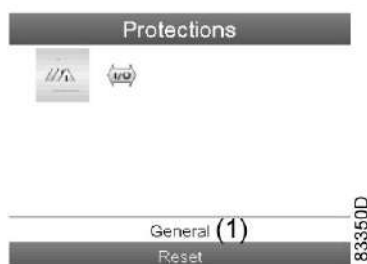 Protections
I/O
General (1)
Reset
83350D